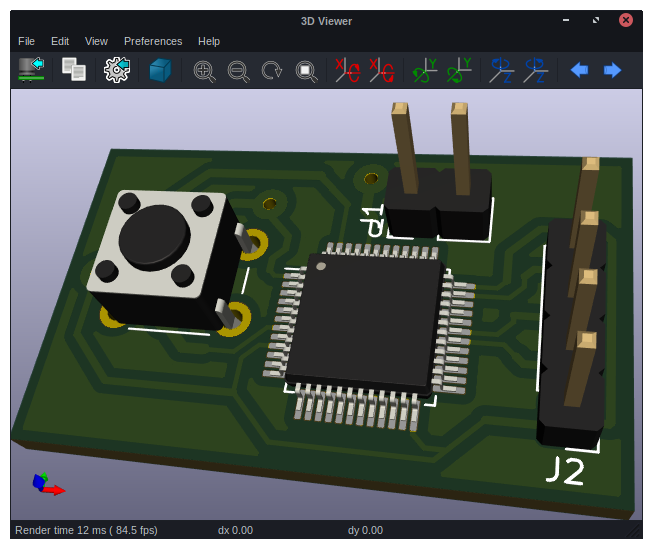 3D Viewer
File Edit View Preferences Help
X X Y Y Z Z
d1
J2
Render time 12 ms ( 84.5 fps) dx 0.00 dy 0.00